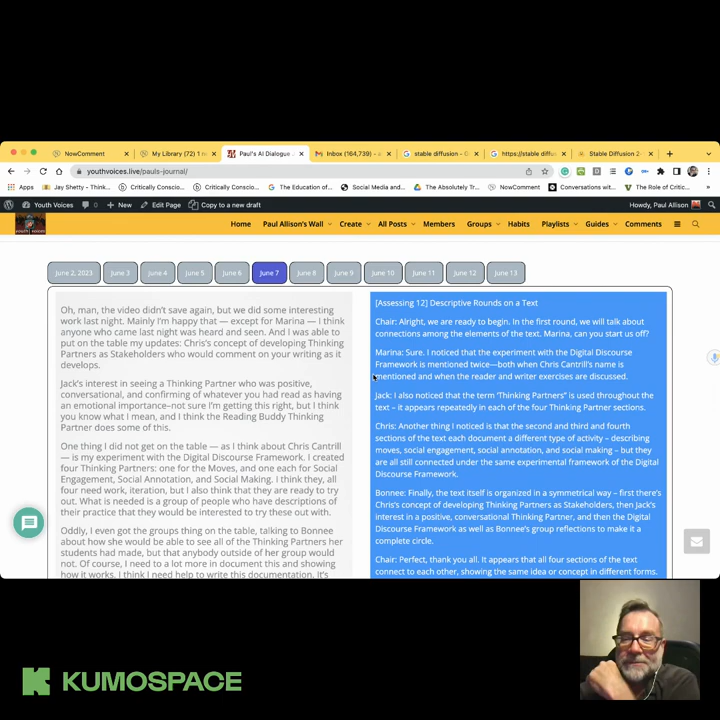 NowComment
My Library (72) 1 n
Paul's AI Dialogue
Inbox (164,739) -
stable diffusion - G
https://stable diffus
Stable Diffusion 2-
youthvoices.live/pauls-journal/
Apps
Jay Shetty - Think...
Critically Conscio...
Critically Conscio...
The Education of...
Social Media and...
The Absolutely Tr...
NowComment
Conversations wit...
The Role of Critic...
Youth Voices
0
New
Edit Page
Copy to a new draft
Howdy, Paul Allison
Home
Paul Allison's Wall
Create
All Posts
Members
Groups
Habits
Playlists
Guides
Comments
June 2, 2023
June 3
June 4
June 5
June 6
June 7
June 8
June 9
June 10
June 11
June 12
June 13
Oh, man, the video didn't save again, but we did some interesting
work last night. Mainly I'm happy that — except for Marina — I think
anyone who came last night was heard and seen. And I was able to
put on the table my updates: Chris's concept of developing Thinking
Partners as Stakeholders who would comment on your writing as it
develops.
Jack's interest in seeing a Thinking Partner who was positive,
conversational, and confirming of whatever you had read as having
an emotional importance–not sure I'm getting this right, but I think
you know what I mean, and I think the Reading Buddy Thinking
Partner does some of this.
One thing I did not get on the table — as I think about Chris Cantrill
— is my experiment with the Digital Discourse Framework. I created
four Thinking Partners: one for the Moves, and one each for Social
Engagement, Social Annotation, and Social Making. I think they, all
four need work, iteration, but I also think that they are ready to try
out. What is needed is a group of people who have descriptions of
their practice that they would be interested to try these out with.
Oddly, I even got the groups thing on the table, talking to Bonnee
about how she would be able to see all of the Thinking Partners her
students had made, but that anybody outside of her group would
not. Of course, I need to a lot more in document this and showing
how it works. I think I need help to write this documentation. It's
[Assessing 12] Descriptive Rounds on a Text
Chair: Alright, we are ready to begin. In the first round, we will talk about
connections among the elements of the text. Marina, can you start us off?
Marina: Sure. I noticed that the experiment with the Digital Discourse
Framework is mentioned twice—both when Chris Cantrill's name is
mentioned and when the reader and writer exercises are discussed.
Jack: I also noticed that the term 'Thinking Partners" is used throughout the
text – it appears repeatedly in each of the four Thinking Partner sections.
Chris: Another thing I noticed is that the second and third and fourth
sections of the text each document a different type of activity – describing
moves, social engagement, social annotation, and social making – but they
are all still connected under the same experimental framework of the Digital
Discourse Framework.
Bonnee: Finally, the text itself is organized in a symmetrical way – first there's
Chris's concept of developing Thinking Partners as Stakeholders, then Jack's
interest in a positive, conversational Thinking Partner, and then the Digital
Discourse Framework as well as Bonnee's group reflections to make it a
complete circle.
Chair: Perfect, thank you all. It appears that all four sections of the text
connect to each other, showing the same idea or concept in different forms.
KUMOSPACE